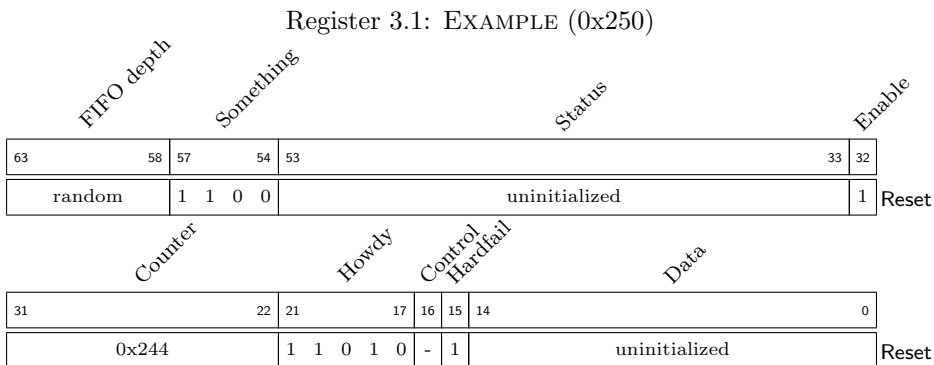 Register 3.1: EXAMPLE (0x250)
FIFO depth Something Status Enable
63 58 57 54 53 33 32
random 1 1 0 0 uninitialized 1 Reset
Counter Howdy Control Hardfail Data
31 22 21 17 16 15 14 0
0x244 1 1 0 1 0 - 1 uninitialized Reset